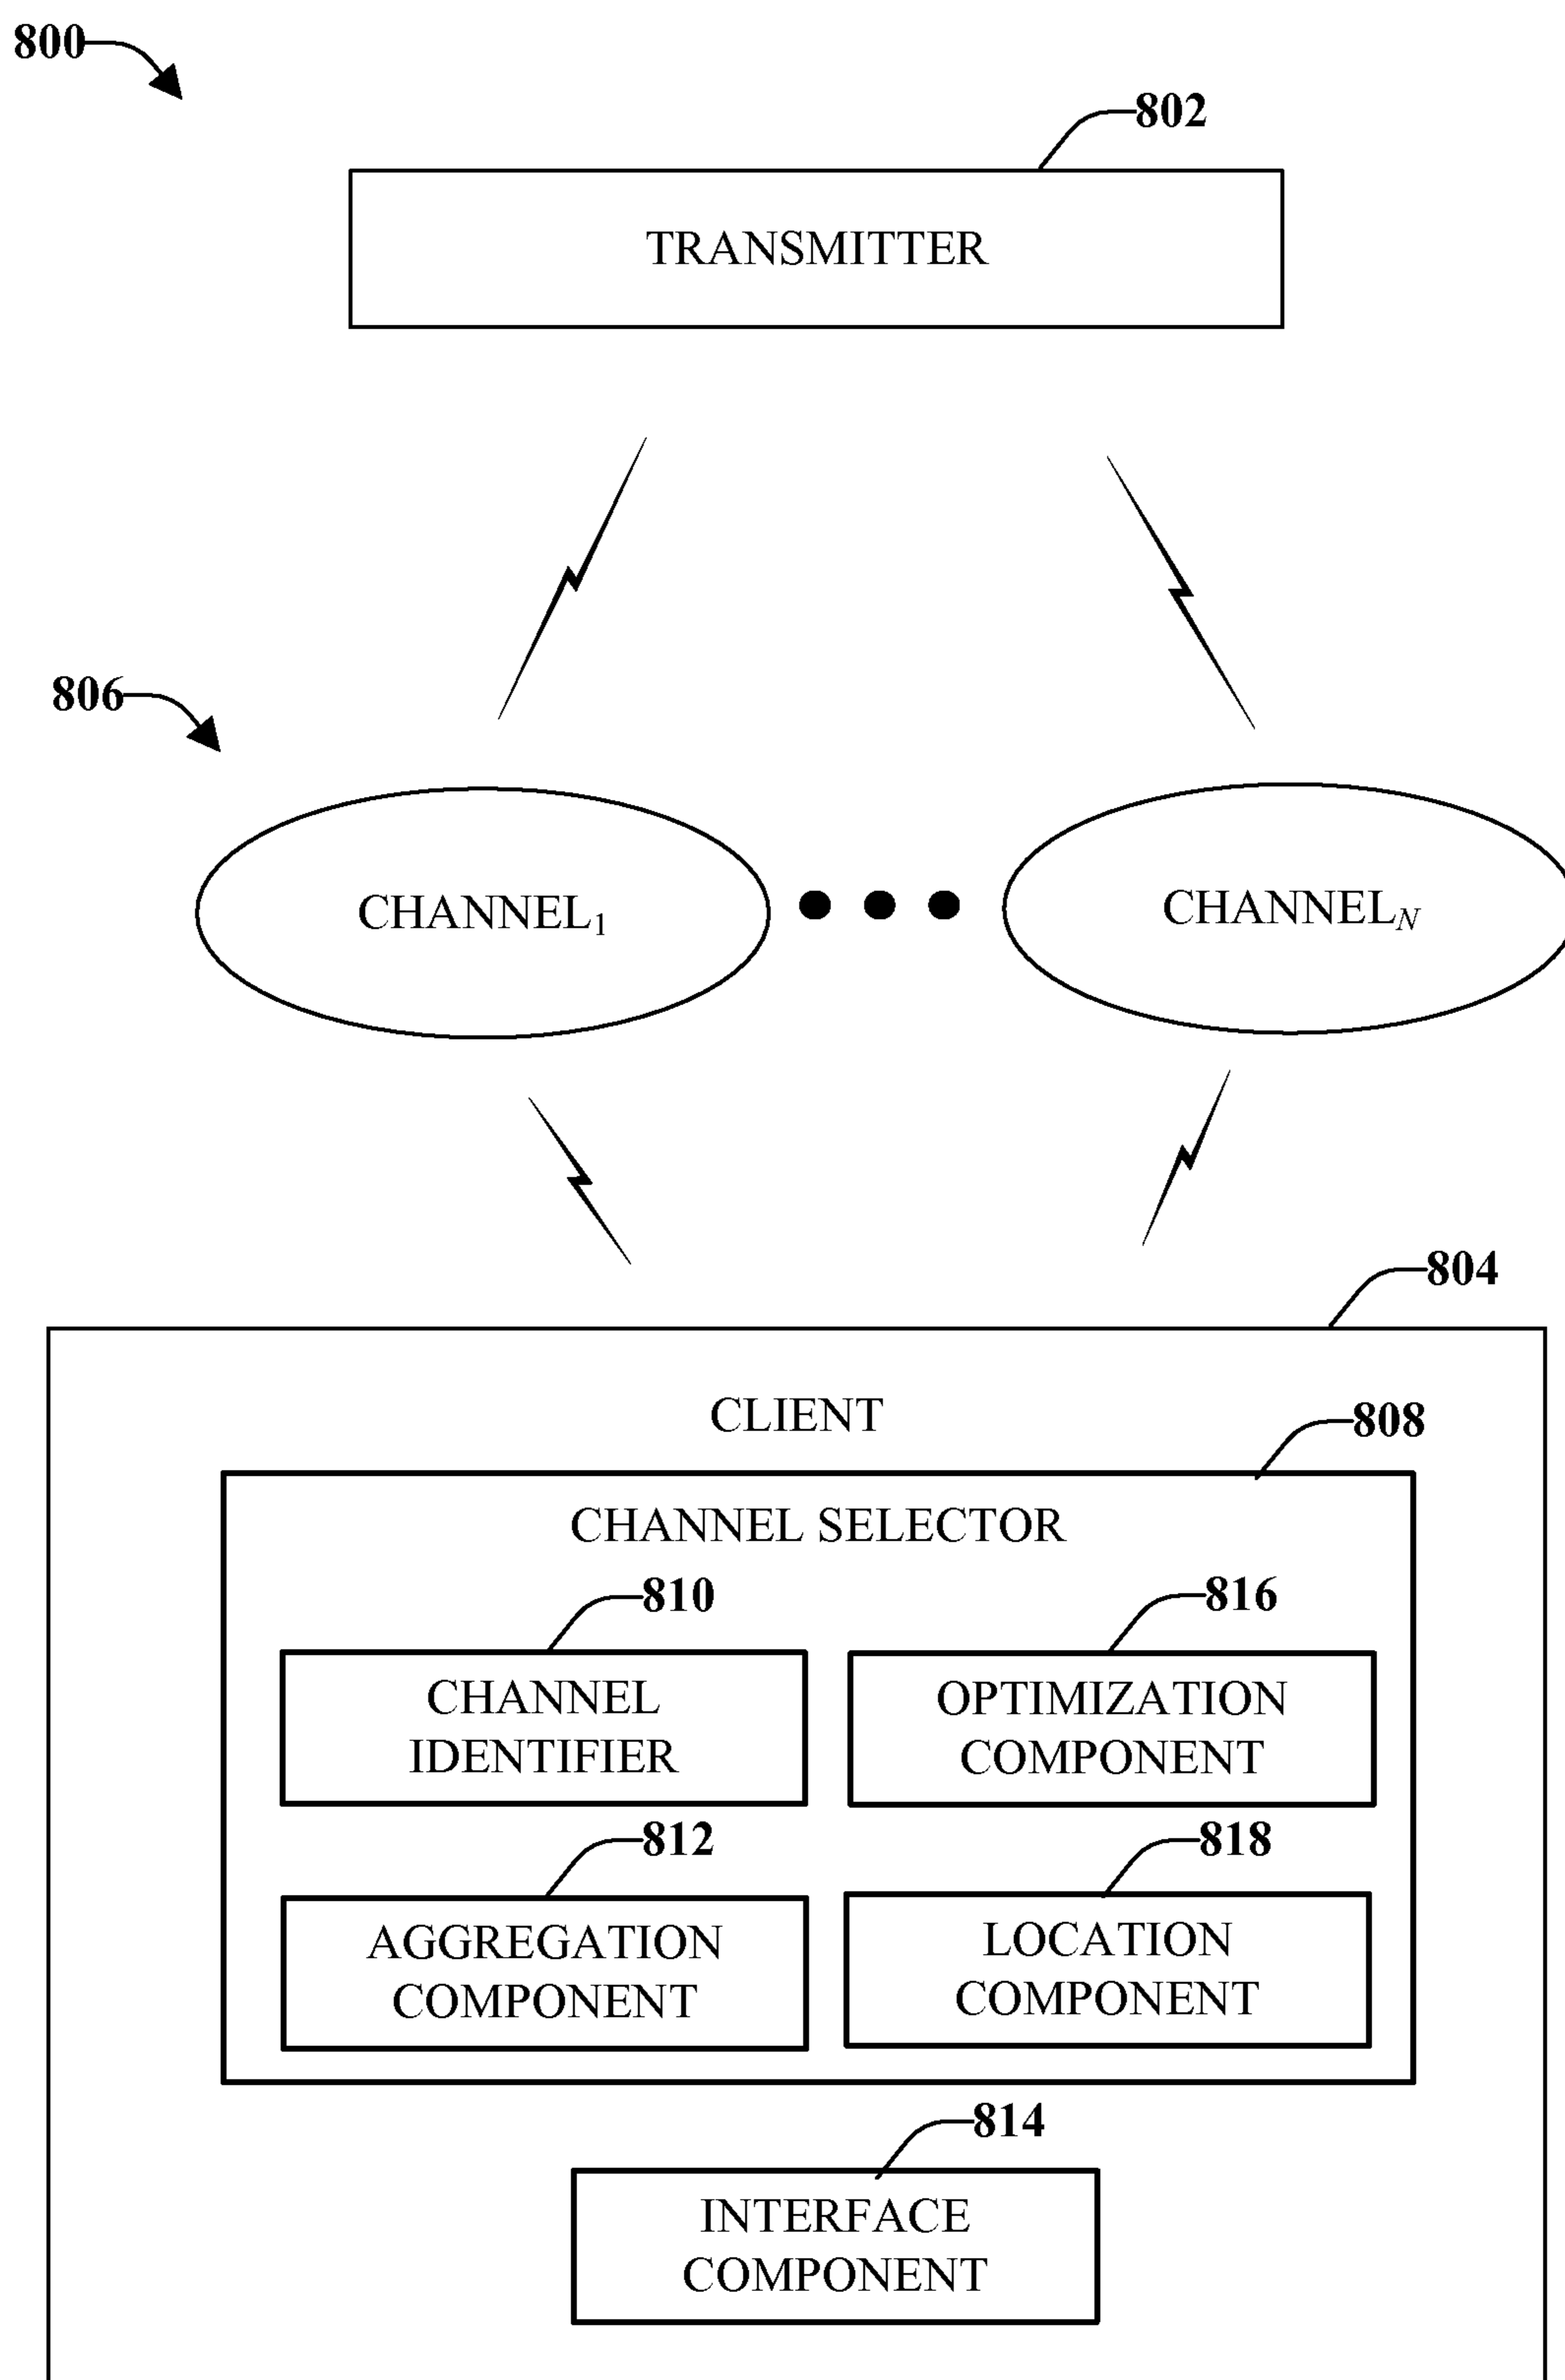 800
802
TRANSMITTER
806
CHANNEL1
CHANNELN
804
CLIENT
808
CHANNEL SELECTOR
810
816
CHANNEL
IDENTIFIER
OPTIMIZATION
COMPONENT
812
818
AGGREGATION
COMPONENT
LOCATION
COMPONENT
814
INTERFACE
COMPONENT